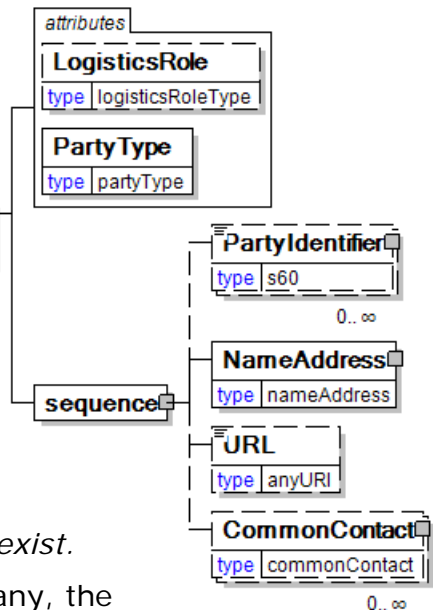 attributes
LogisticsRole
type logisticsRoleType
PartyType
type partyType
PartyIdentifier
type s60
0.. ∞
NameAddress
type nameAddress
sequence
URL
type anyURI
CommonContact
type commonContact
0.. ∞
exist.
any, the